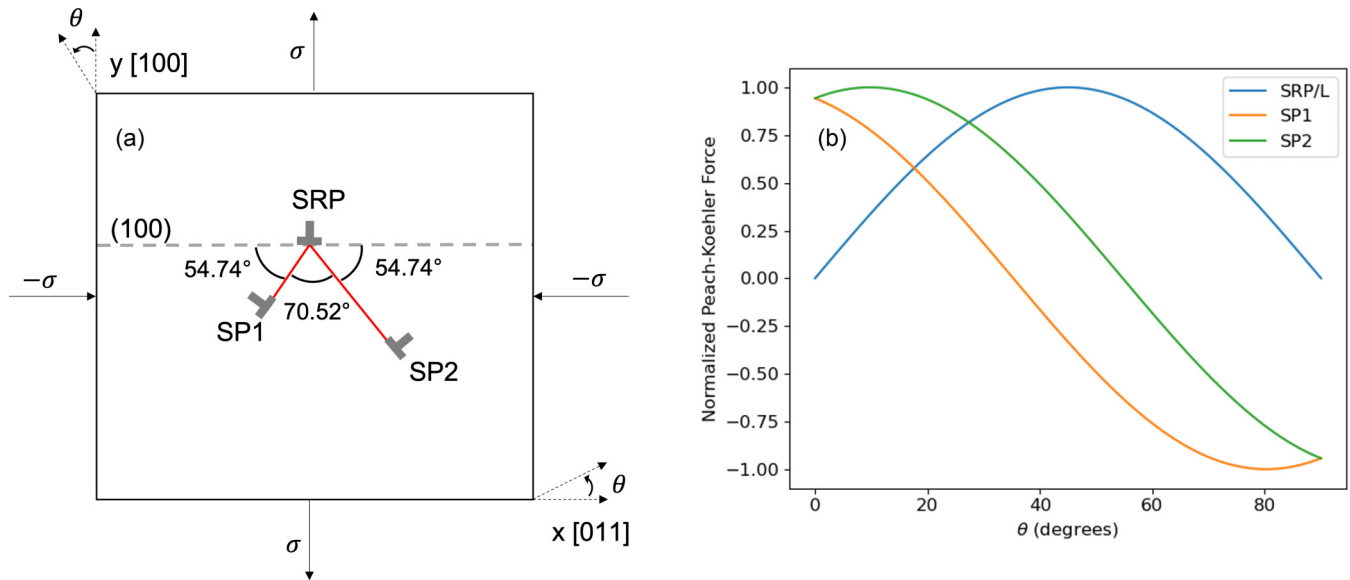 θ
y [100]
σ
(a)
SRP
(100)
54.74°
54.74°
−σ
−σ
70.52°
SP1
SP2
θ
x [011]
σ
(b)
SRP/L
SP1
SP2
Normalized Peach-Koehler Force
1.00
0.75
0.50
0.25
0.00
−0.25
−0.50
−0.75
−1.00
0
20
40
60
80
θ (degrees)